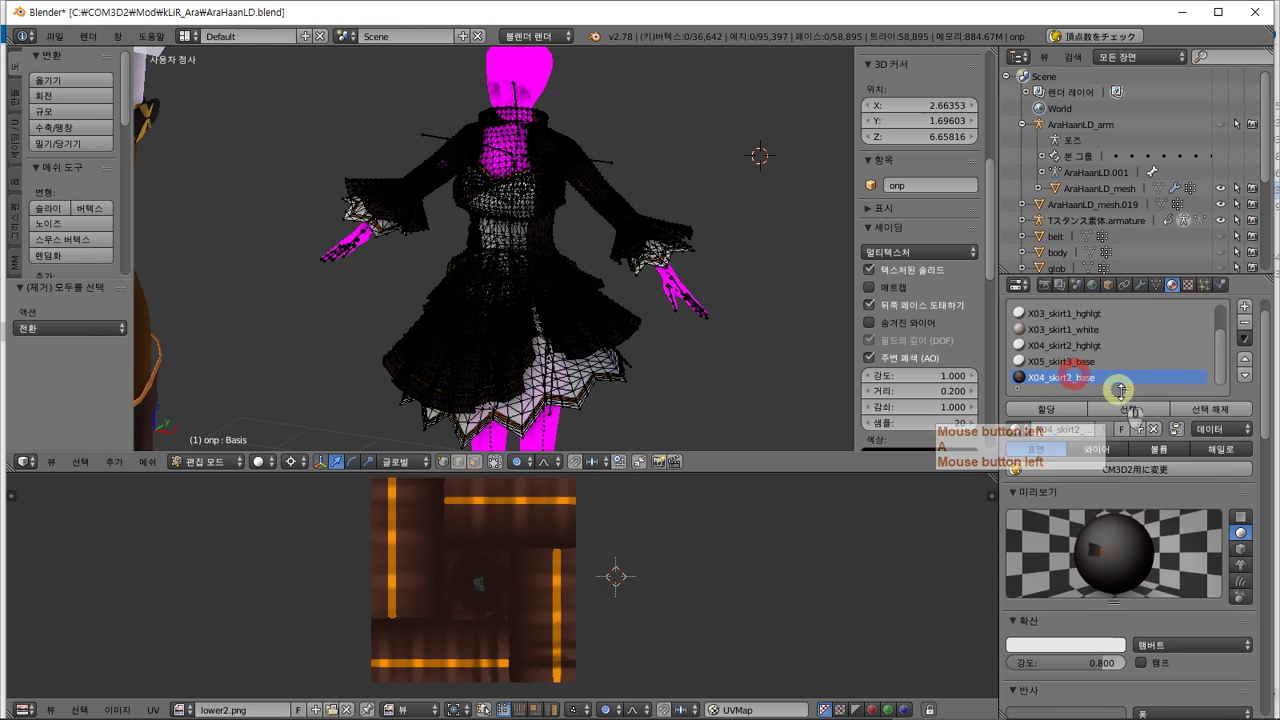 Blender* [C:₩COM3D2₩Mod₩kLiR_Ara₩AraHaanLD.blend]
파일 렌더 창 도움말 Default Scene 블렌더 렌더 v2.78 | (키)버텍스:0/36,642 | 에지:0/95,397 | 페이스:0/58,895 | 트라이:58,895 | 메모리:884.67M | onp 頂点数をチェック
변환
옮기기
회전
규모
수축/팽창
밀기/당기기
메쉬 도구
변형:
슬라이 버텍스
노이즈
스무스 버텍스
렌덤화
추가:
(제거) 모두를 선택
액션
전환
사용자 정사
(1) onp : Basis
3D 커서
위치:
X: 2.66353
Y: 1.69603
Z: 6.65816
항목
onp
표시
셰이딩
멀티텍스처
텍스처된 솔리드
매트캡
뒤쪽 페이스 도태하기
숨겨진 와이어
필드의 깊이 (DOF)
주변 폐색 (AO)
강도: 1.000
거리: 0.200
감쇠: 1.000
샘플: 20
색상:
뷰 검색 모든 장면
Scene
렌더 레이어
World
AraHaanLD_arm
포즈
본 그룹
AraHaanLD.001
AraHaanLD_mesh
AraHaanLD_mesh.019
Tスタンス素体.armature
belt
body
glob
X03_skirt1_hghlgt
X03_skirt1_white
X04_skirt2_hghlgt
X05_skirt3_base
X04_skirt2_base
할당 선택 선택 해제
X04_skirt2_... F 데이터
표면 와이어 볼륨 해일로
CM3D2用に変更
Mouse button left
A
Mouse button left
미리보기
확산
램버트
강도: 0.800 램프
반사
퐁
뷰 선택 추가 메쉬 편집 모드 글로벌
뷰 선택 이미지 UV lower2.png F 뷰 UVMap